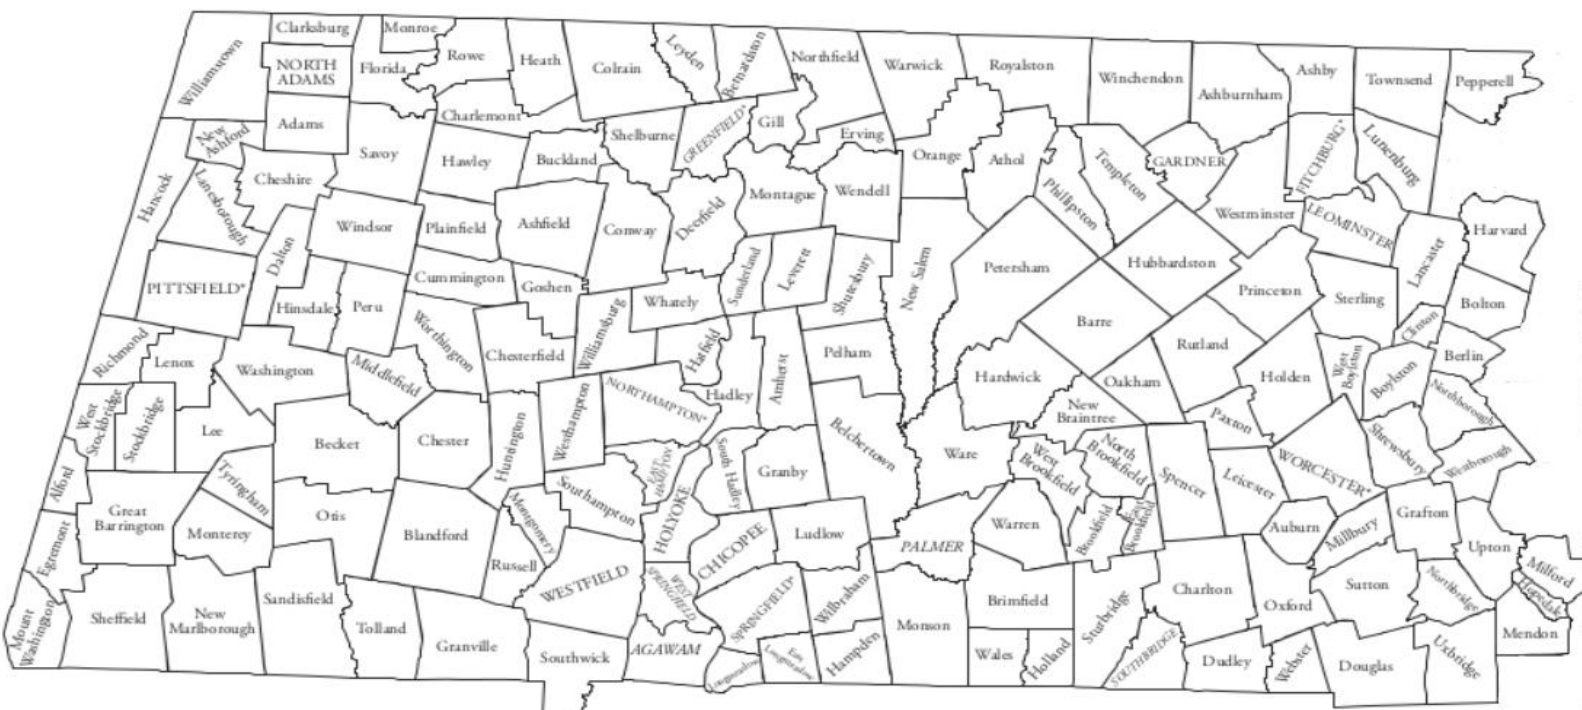 Williamstown
Clarksburg
Monroe
NORTH
ADAMS
Florida
Rowe
Heath
Colrain
Leyden
Bernardston
Northfield
Warwick
Royalston
Winchendon
Ashburnham
Ashby
Townsend
Pepperell
New
Ashford
Adams
Savoy
Charlemont
Hawley
Buckland
Shelburne
GREENFIELD*
Gill
Erving
Orange
Athol
Phillipston
Templeton
GARDNER
Westminster
FITCHBURG*
Lunenburg
LEOMINSTER
Lancaster
Harvard
Hancock
Lanesborough
Cheshire
Dalton
Windsor
Plainfield
Ashfield
Conway
Deerfield
Montague
Wendell
New Salem
Petersham
Hubbardston
Princeton
Sterling
Clinton
Bolton
PITTSFIELD*
Hinsdale
Peru
Cummington
Goshen
Worthington
Chesterfield
Williamsburg
Whately
Hatfield
Sunderland
Leverett
Shutesbury
Pelham
Amherst
Hadley
Barre
Rutland
Holden
West
Boylston
Boylston
Berlin
Northborough
Richmond
Lenox
Washington
Middlefield
Hardwick
Oakham
New
Braintree
Paxton
WORCESTER*
Shrewsbury
Westborough
West
Stockbridge
Stockbridge
Lee
Becket
Chester
Huntington
Westhampton
NORTHAMPTON*
EAST-
HAMPTON
South Hadley
Granby
Belchertown
Ware
West
Brookfield
North
Brookfield
Brookfield
East
Brookfield
Spencer
Leicester
Auburn
Millbury
Grafton
Upton
Alford
Great
Barrington
Tyringham
Monterey
Otis
Blandford
Montgomery
Russell
Southampton
HOLYOKE
CHICOPEE
Ludlow
PALMER
Warren
Egremont
Mount
Washington
Sheffield
New
Marlborough
Sandisfield
Tolland
Granville
WESTFIELD
Southwick
WEST
SPRINGFIELD
AGAWAM
SPRINGFIELD*
Longmeadow
East
Longmeadow
Wilbraham
Hampden
Monson
Brimfield
Wales
Holland
Sturbridge
SOUTHBRIDGE
Charlton
Dudley
Oxford
Webster
Sutton
Douglas
Northbridge
Uxbridge
Milford
Hopedale
Mendon